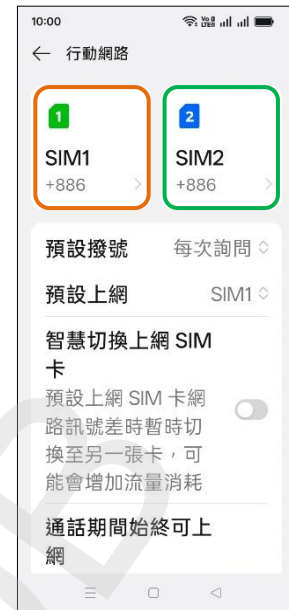 10:00
行動網路
1
2
SIM1
SIM2
+886
+886
預設撥號 每次詢問
預設上網 SIM1
智慧切換上網 SIM
卡
預設上網 SIM 卡網
路訊號差時暫時切
換至另一張卡，可
能會增加流量消耗
通話期間始終可上
網